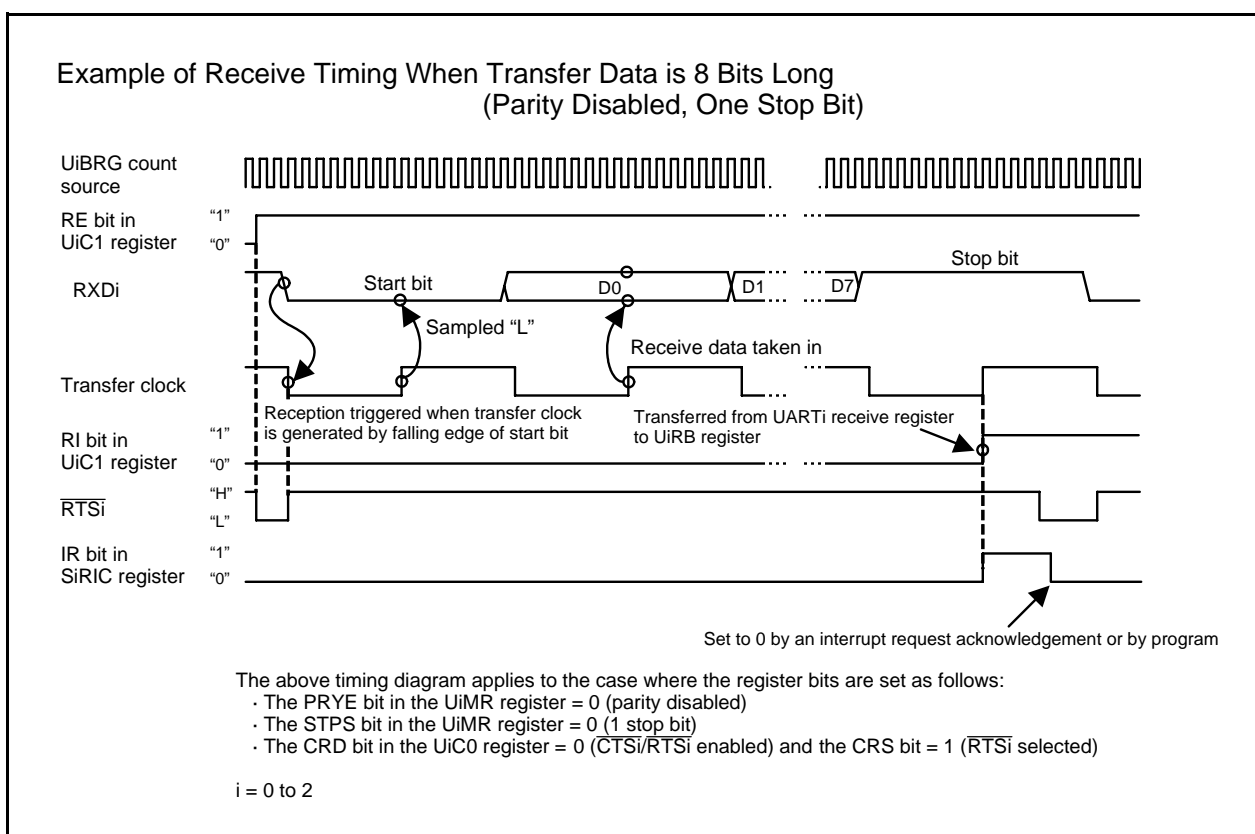 Example of Receive Timing When Transfer Data is 8 Bits Long
(Parity Disabled, One Stop Bit)
UiBRG count
source
RE bit in
UiC1 register
“1”
“0”
RXDi
Start bit
D0
D1
D7
Stop bit
Sampled “L”
Receive data taken in
Transfer clock
Reception triggered when transfer clock
is generated by falling edge of start bit
Transferred from UARTi receive register
to UiRB register
RI bit in
UiC1 register
“1”
“0”
RTSi
“H”
“L”
IR bit in
SiRIC register
“1”
“0”
Set to 0 by an interrupt request acknowledgement or by program
The above timing diagram applies to the case where the register bits are set as follows:
· The PRYE bit in the UiMR register = 0 (parity disabled)
· The STPS bit in the UiMR register = 0 (1 stop bit)
· The CRD bit in the UiC0 register = 0 (CTSi/RTSi enabled) and the CRS bit = 1 (RTSi selected)
i = 0 to 2